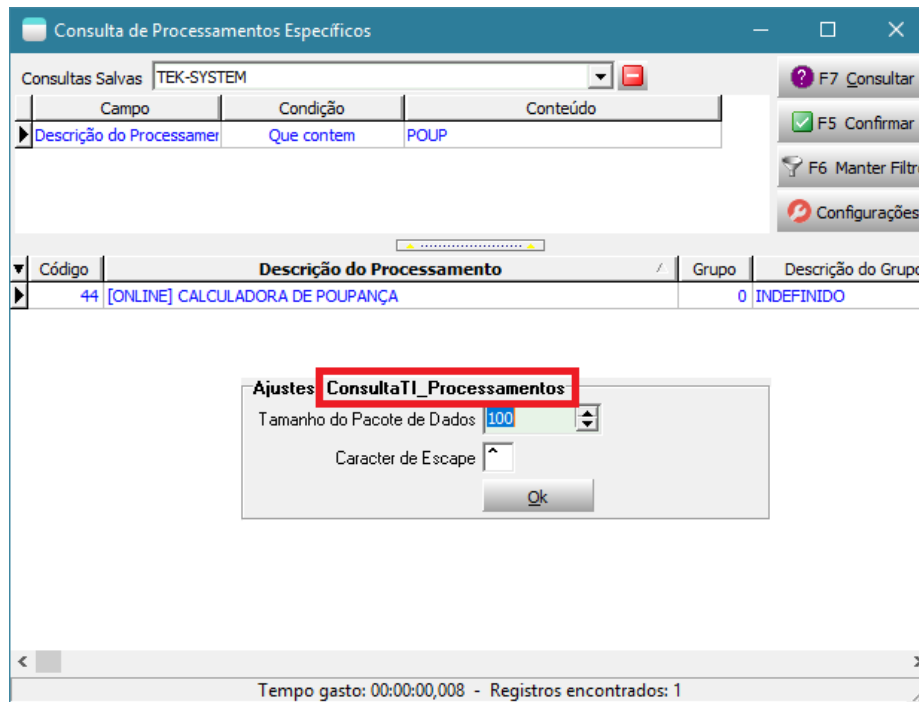 Consulta de Processamentos Específicos
Consultas Salvas TEK-SYSTEM
F7 Consultar
Campo Condição Conteúdo
Descrição do Processamer Que contem POUP
F5 Confirmar
F6 Manter Filtr
Configurações
Código Descrição do Processamento Grupo Descrição do Grupo
44 [ONLINE] CALCULADORA DE POUPANÇA 0 INDEFINIDO
Ajustes ConsultaTI_Processamentos
Tamanho do Pacote de Dados 100
Caracter de Escape ^
Ok
Tempo gasto: 00:00:00,008 - Registros encontrados: 1